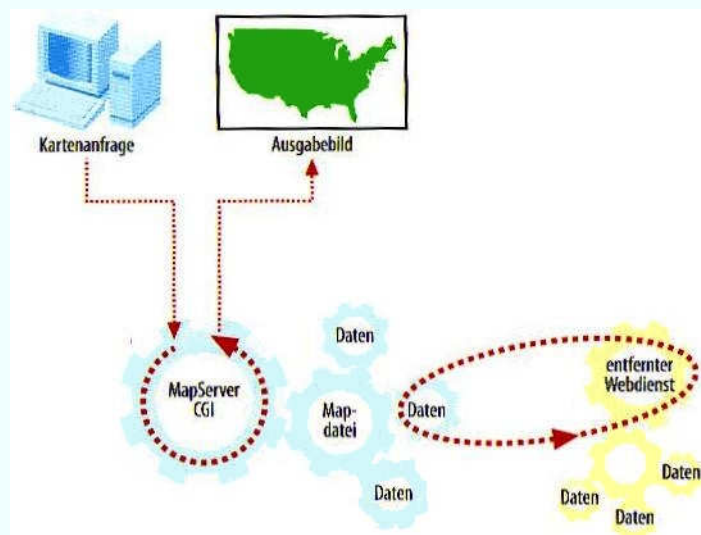 Kartenanfrage
Ausgabebild
MapServer
CGI
Daten
Map-
datei
Daten
Daten
entfernter
Webdienst
Daten
Daten
Daten